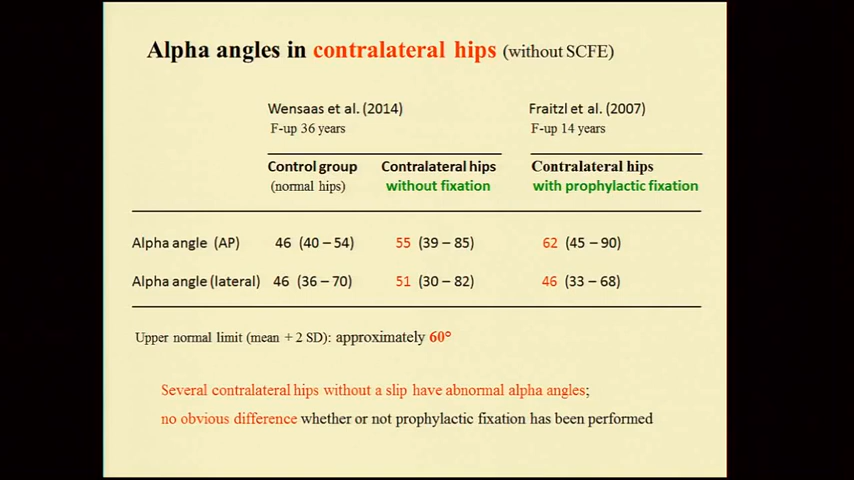 Alpha angles in contralateral hips (without SCFE)
Wensaas et al. (2014) Fraitzl et al. (2007)
F-up 36 years F-up 14 years
Control group Contralateral hips Contralateral hips
(normal hips) without fixation with prophylactic fixation
Alpha angle (AP) 46 (40 – 54) 55 (39 – 85) 62 (45 – 90)
Alpha angle (lateral) 46 (36 – 70) 51 (30 – 82) 46 (33 – 68)
Upper normal limit (mean + 2 SD): approximately 60°
Several contralateral hips without a slip have abnormal alpha angles;
no obvious difference whether or not prophylactic fixation has been performed